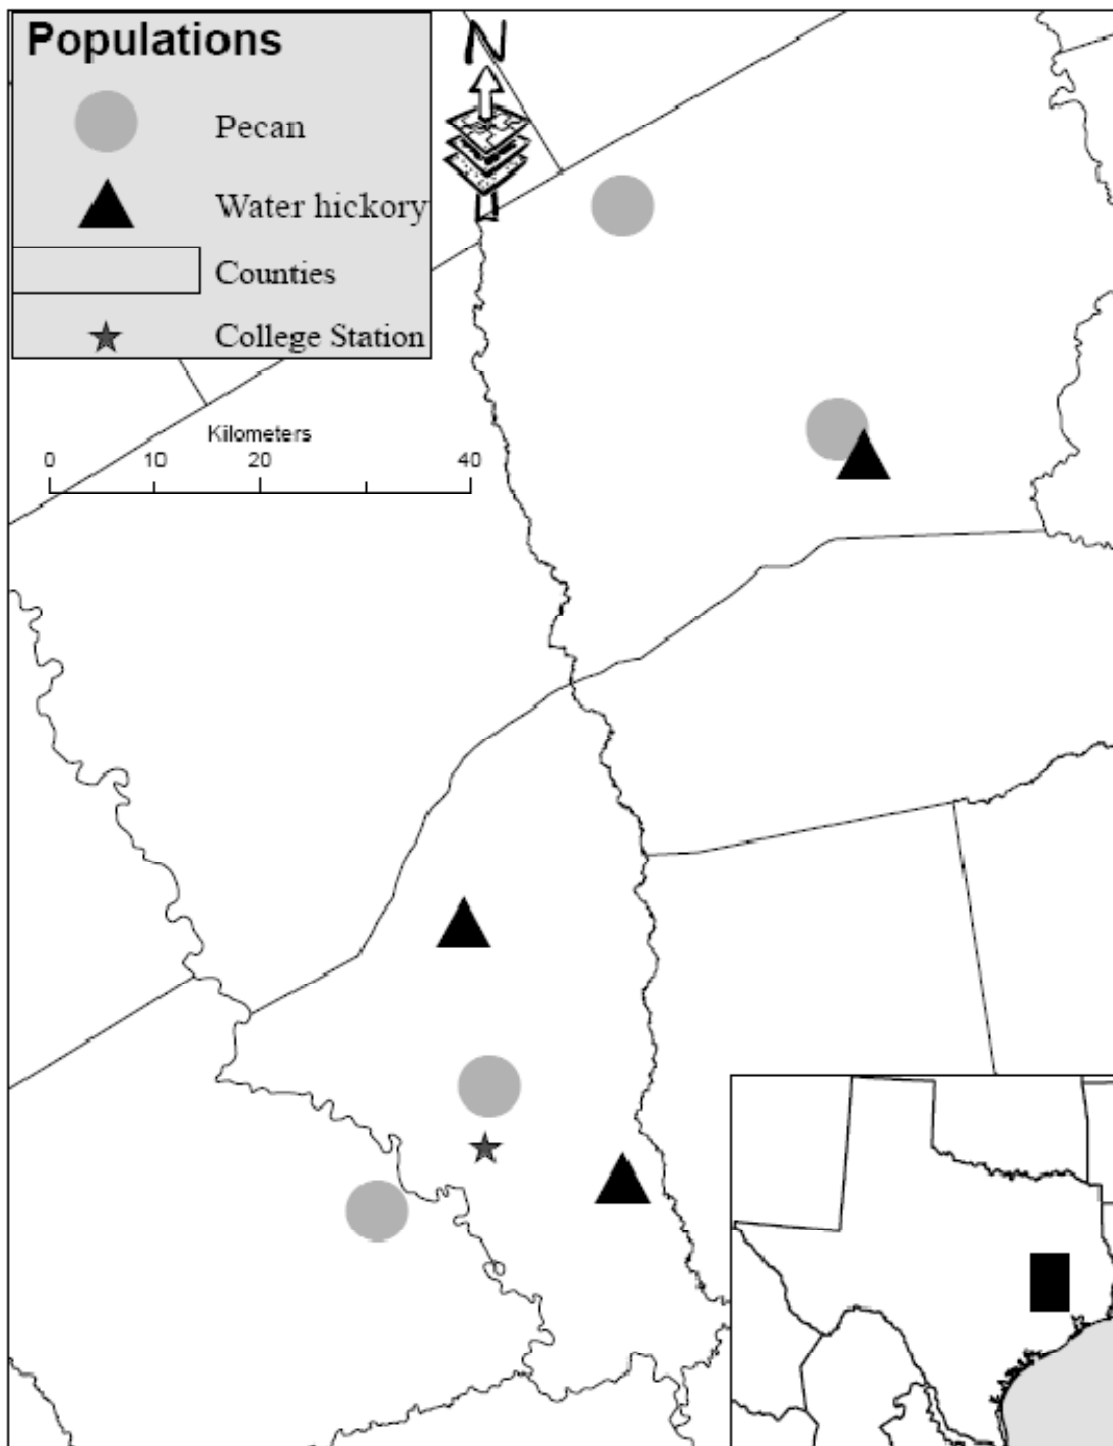 Populations
Pecan
Water hickory
Counties
College Station
N
Kilometers
0 10 20 40